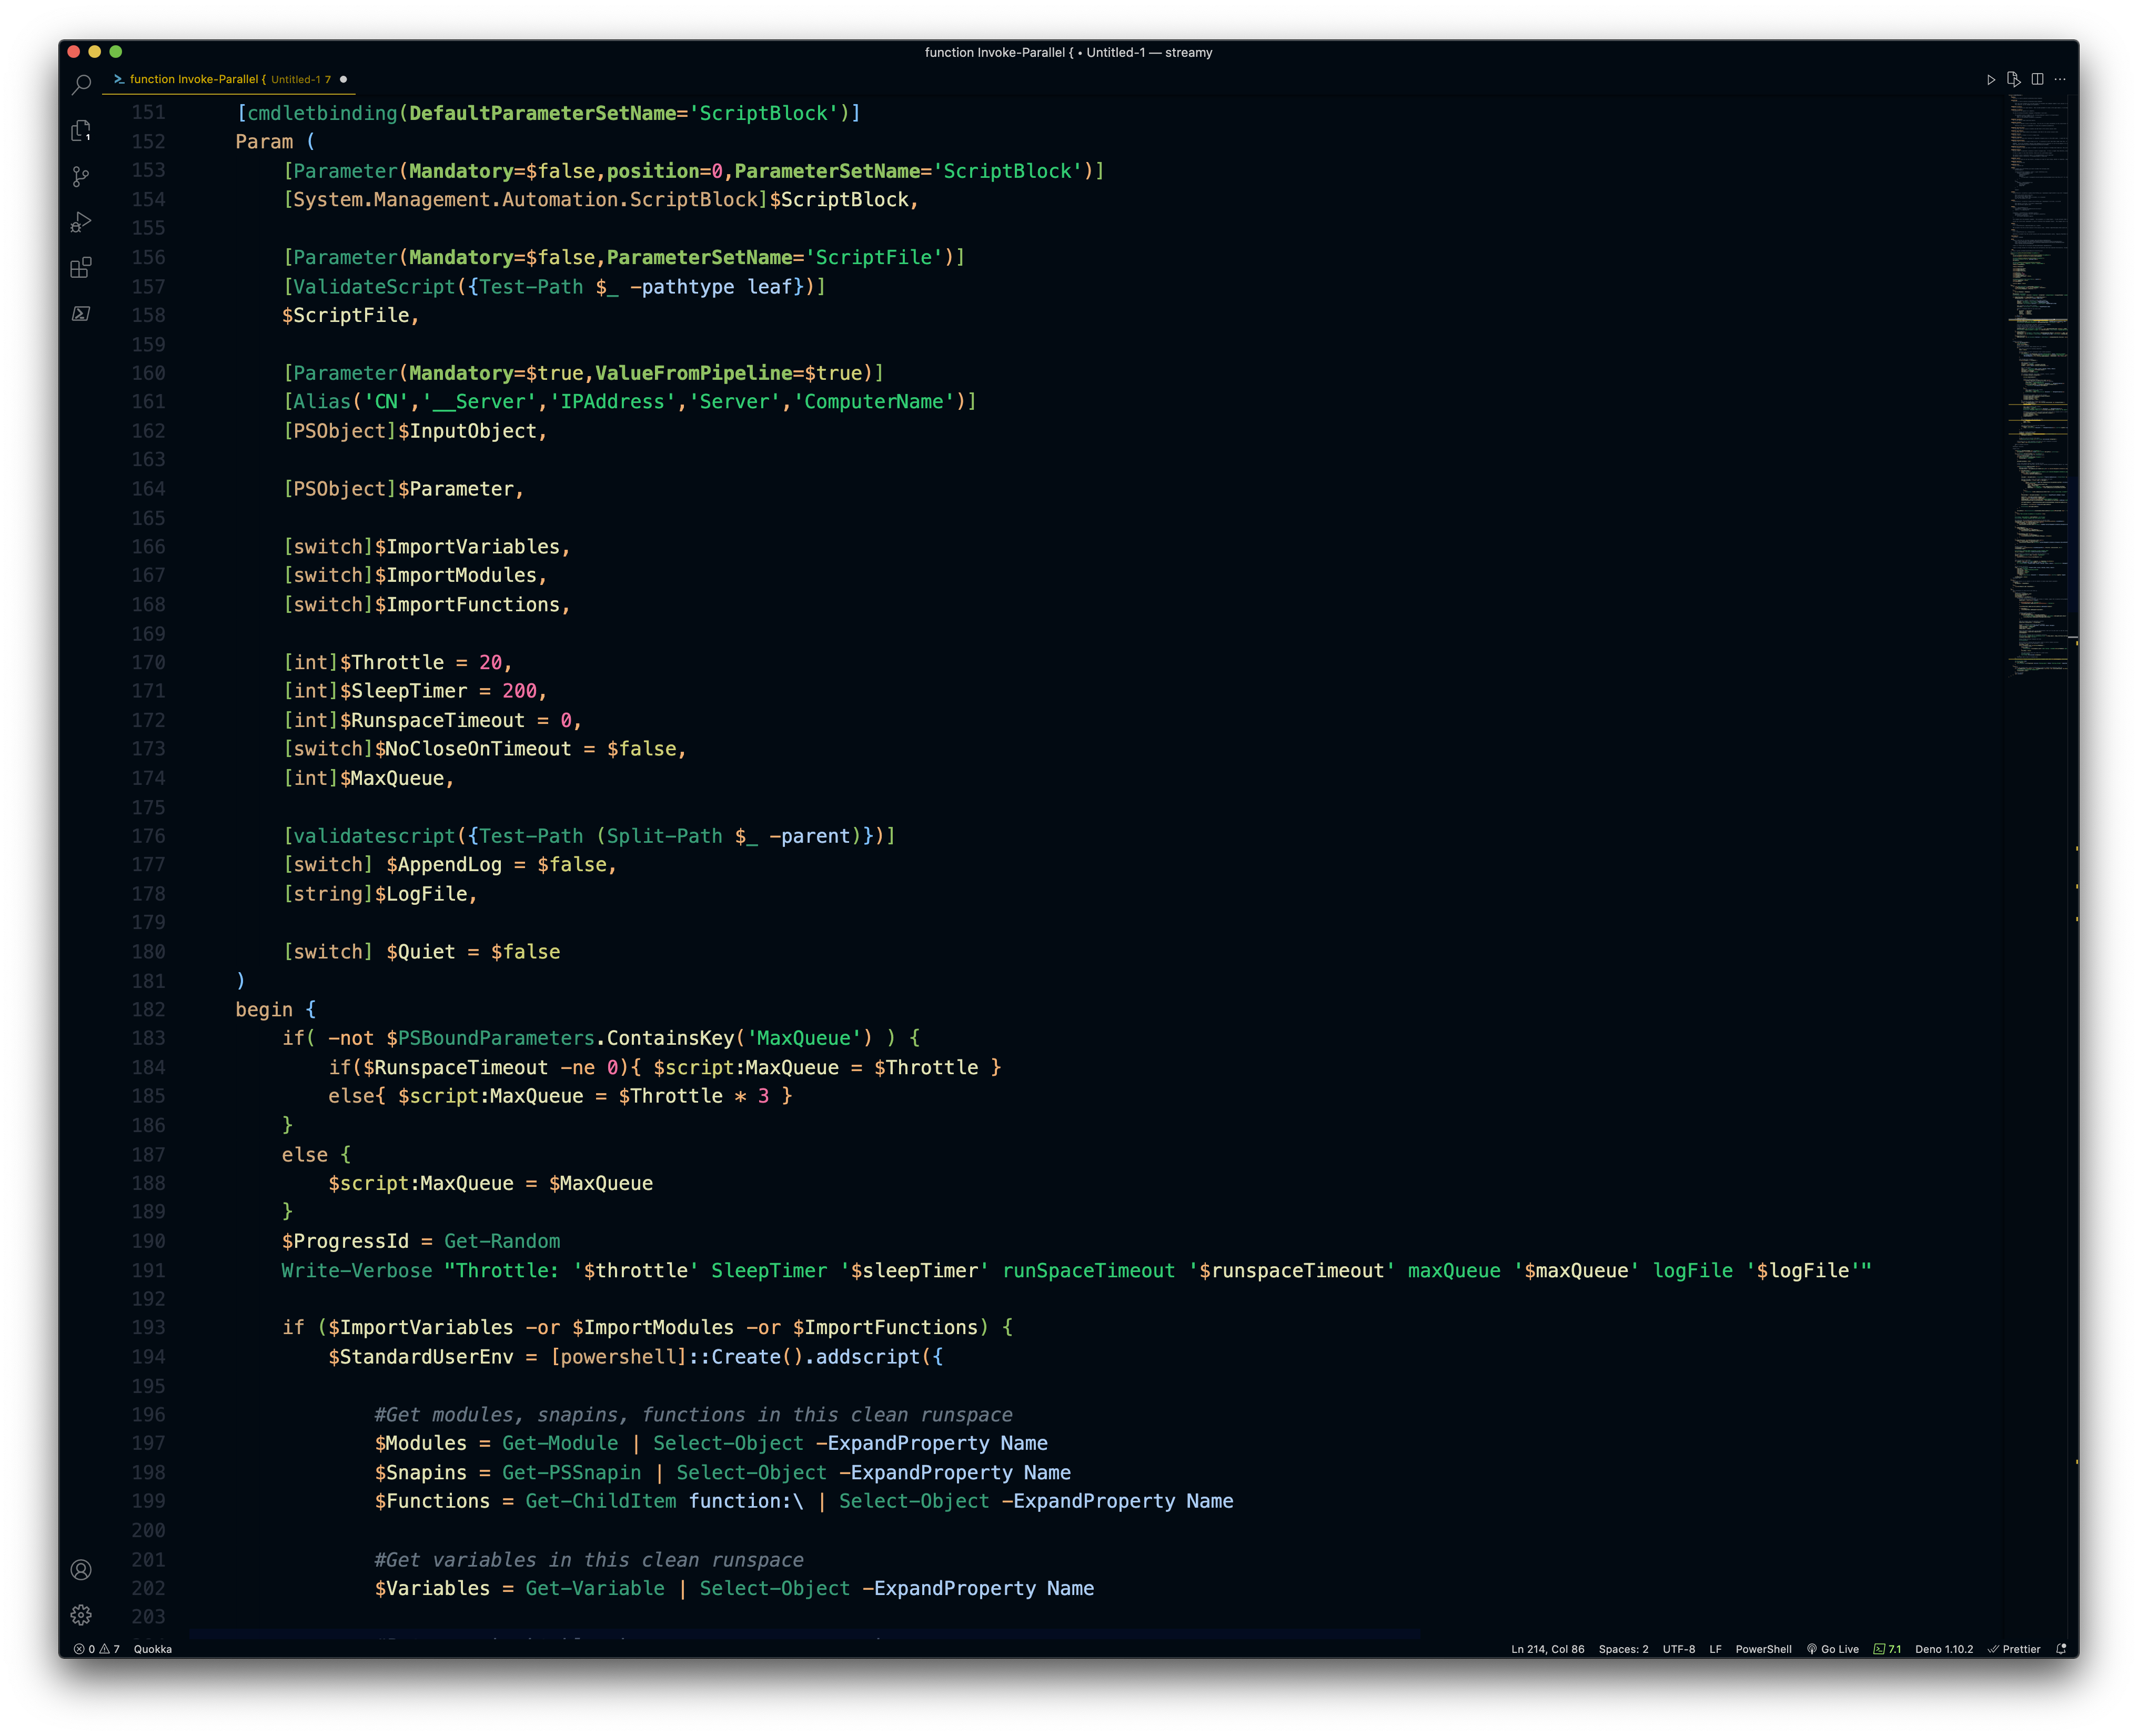 function Invoke-Parallel { • Untitled-1 — streamy
function Invoke-Parallel { Untitled-1 7
1
151 [cmdletbinding(DefaultParameterSetName='ScriptBlock')]
152 Param (
153 [Parameter(Mandatory=$false,position=0,ParameterSetName='ScriptBlock')]
154 [System.Management.Automation.ScriptBlock]$ScriptBlock,
155
156 [Parameter(Mandatory=$false,ParameterSetName='ScriptFile')]
157 [ValidateScript({Test-Path $_ -pathtype leaf})]
158 $ScriptFile,
159
160 [Parameter(Mandatory=$true,ValueFromPipeline=$true)]
161 [Alias('CN','__Server','IPAddress','Server','ComputerName')]
162 [PSObject]$InputObject,
163
164 [PSObject]$Parameter,
165
166 [switch]$ImportVariables,
167 [switch]$ImportModules,
168 [switch]$ImportFunctions,
169
170 [int]$Throttle = 20,
171 [int]$SleepTimer = 200,
172 [int]$RunspaceTimeout = 0,
173 [switch]$NoCloseOnTimeout = $false,
174 [int]$MaxQueue,
175
176 [validatescript({Test-Path (Split-Path $_ -parent)})]
177 [switch] $AppendLog = $false,
178 [string]$LogFile,
179
180 [switch] $Quiet = $false
181 )
182 begin {
183 if( -not $PSBoundParameters.ContainsKey('MaxQueue') ) {
184 if($RunspaceTimeout -ne 0){ $script:MaxQueue = $Throttle }
185 else{ $script:MaxQueue = $Throttle * 3 }
186 }
187 else {
188 $script:MaxQueue = $MaxQueue
189 }
190 $ProgressId = Get-Random
191 Write-Verbose "Throttle: '$throttle' SleepTimer '$sleepTimer' runSpaceTimeout '$runspaceTimeout' maxQueue '$maxQueue' logFile '$logFile'"
192
193 if ($ImportVariables -or $ImportModules -or $ImportFunctions) {
194 $StandardUserEnv = [powershell]::Create().addscript({
195
196 #Get modules, snapins, functions in this clean runspace
197 $Modules = Get-Module | Select-Object -ExpandProperty Name
198 $Snapins = Get-PSSnapin | Select-Object -ExpandProperty Name
199 $Functions = Get-ChildItem function:\ | Select-Object -ExpandProperty Name
200
201 #Get variables in this clean runspace
202 $Variables = Get-Variable | Select-Object -ExpandProperty Name
203
0 7 Quokka Ln 214, Col 86 Spaces: 2 UTF-8 LF PowerShell Go Live 7.1 Deno 1.10.2 Prettier